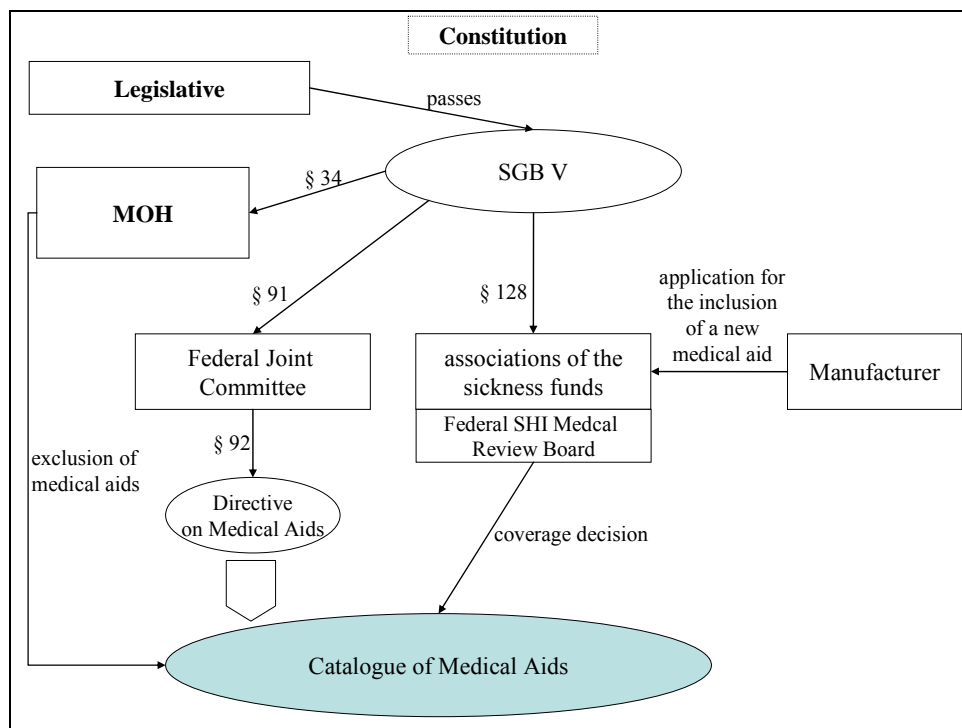 Constitution
Legislative
passes
SGB V
§ 34
MOH
§ 91
§ 128
application for
the inclusion
of a new
medical aid
Federal Joint
Committee
associations of the
sickness funds
Manufacturer
Federal SHI Medcal
Review Board
§ 92
exclusion of
medical aids
Directive
on Medical Aids
coverage decision
Catalogue of Medical Aids